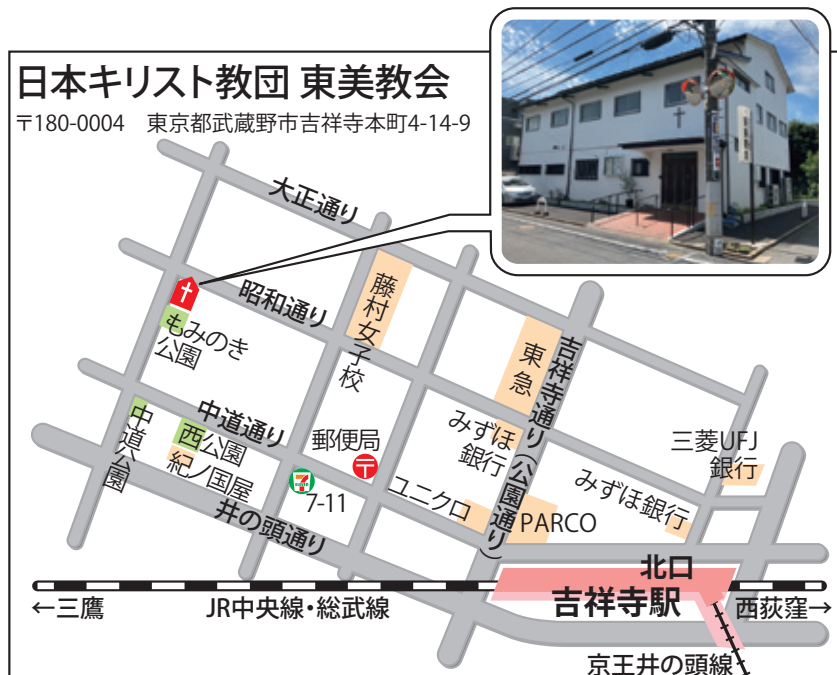 日本キリスト教団 東美教会
〒180-0004　東京都武蔵野市吉祥寺本町4-14-9
大正通り
昭和通り
藤村女子校
もみのき
公園
吉祥寺通り(公園通り)
東急
中道通り
中道公園
西公園
紀ノ国屋
郵便局
〒
7-11
みずほ
銀行
ユニクロ
PARCO
みずほ銀行
三菱UFJ
銀行
井の頭通り
北口
吉祥寺駅
←三鷹
JR中央線・総武線
西荻窪→
京王井の頭線